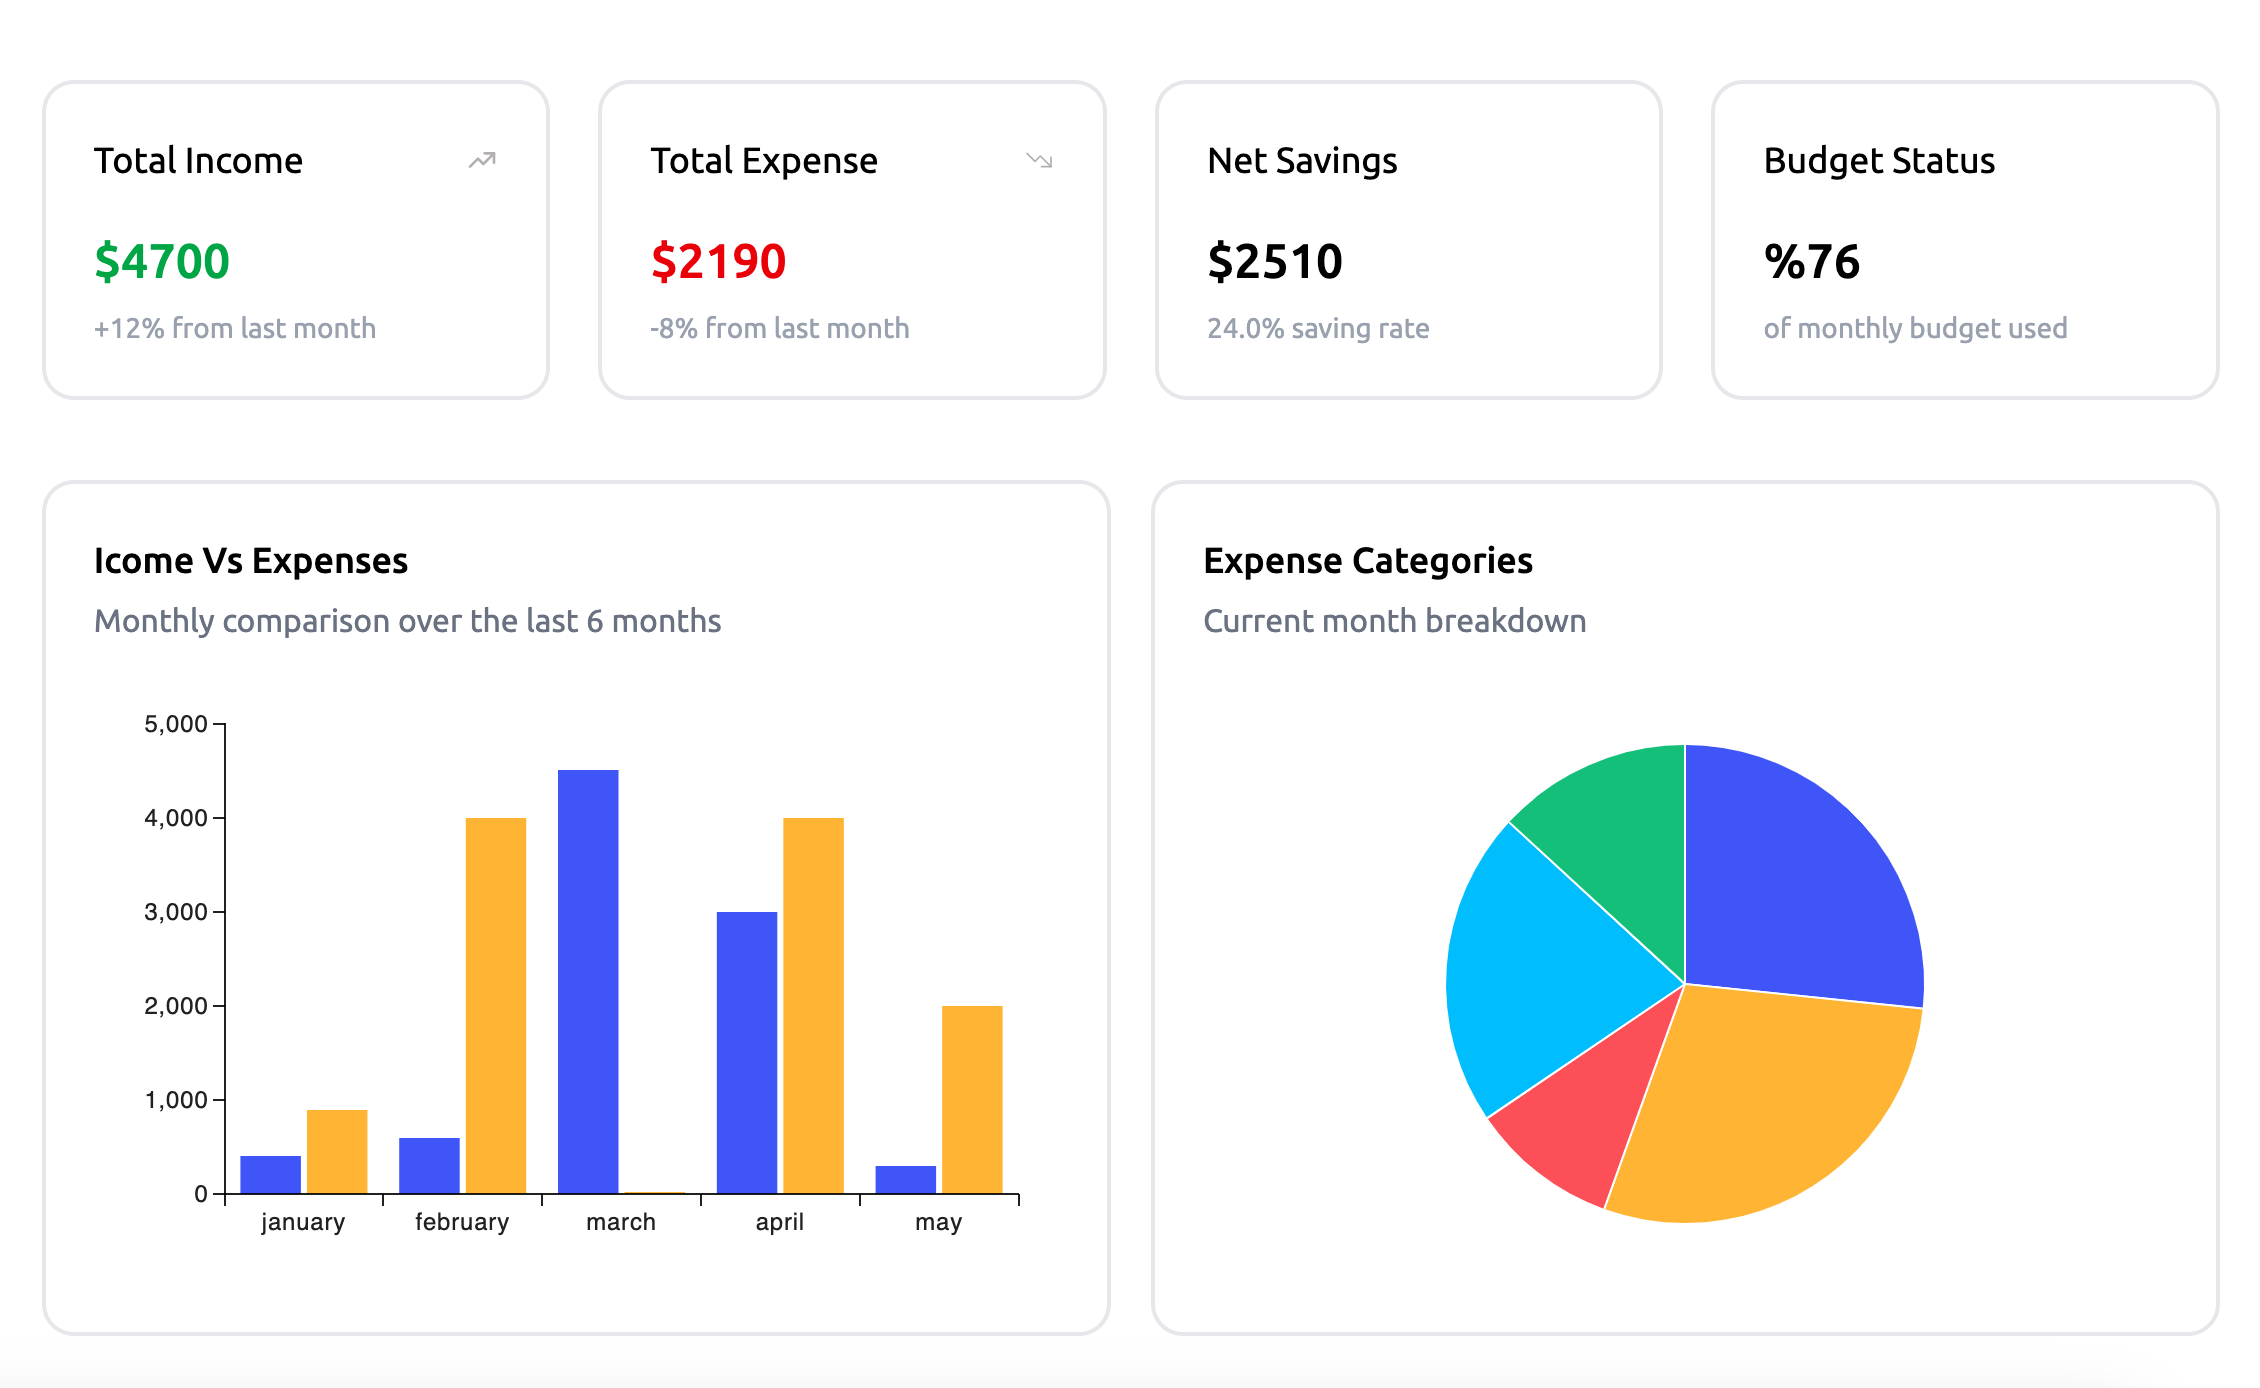 Total Income
$4700
+12% from last month
Total Expense
$2190
-8% from last month
Net Savings
$2510
24.0% saving rate
Budget Status
%76
of monthly budget used
Icome Vs Expenses
Monthly comparison over the last 6 months
5,000
4,000
3,000
2,000
1,000
0
january february march april may
Expense Categories
Current month breakdown